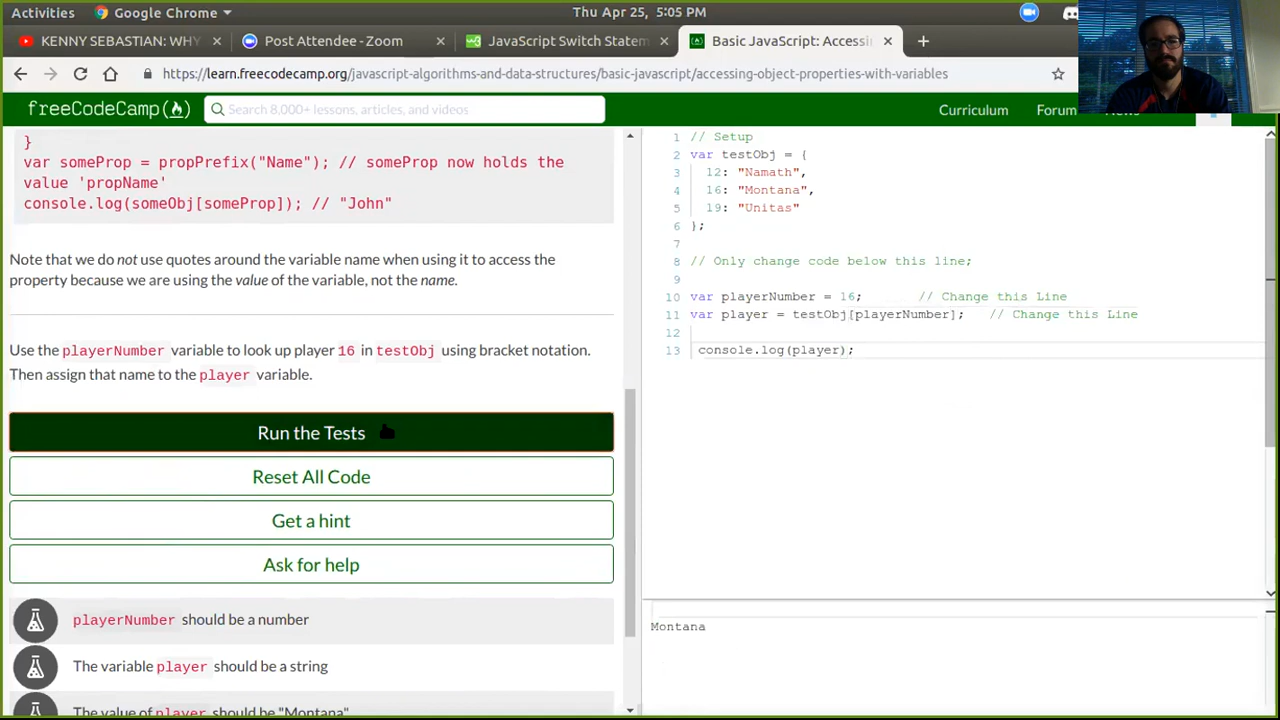 Activities
Google Chrome
Thu Apr 25, 5:05 PM
KENNY SEBASTIAN: WHY
Post Attendee - Zoo
JavaScript Switch Statem
Basic JavaScript: Accessin
https://learn.freecodecamp.org/javascript-algorithms-and-data-structures/basic-javascript/accessing-object-properties-with-variables
freeCodeCamp
Search 8,000+ lessons, articles, and videos
Curriculum
Forum
}
var someProp = propPrefix("Name"); // someProp now holds the
value 'propName'
console.log(someObj[someProp]); // "John"
Note that we do not use quotes around the variable name when using it to access the
property because we are using the value of the variable, not the name.
Use the playerNumber variable to look up player 16 in testObj using bracket notation.
Then assign that name to the player variable.
Run the Tests
Reset All Code
Get a hint
Ask for help
playerNumber should be a number
The variable player should be a string
The value of player should be "Montana"
1 // Setup
2 var testObj = {
3 12: "Namath",
4 16: "Montana",
5 19: "Unitas"
6 };
7
8 // Only change code below this line;
9
10 var playerNumber = 16; // Change this Line
11 var player = testObj[playerNumber]; // Change this Line
12
13 console.log(player);
Montana